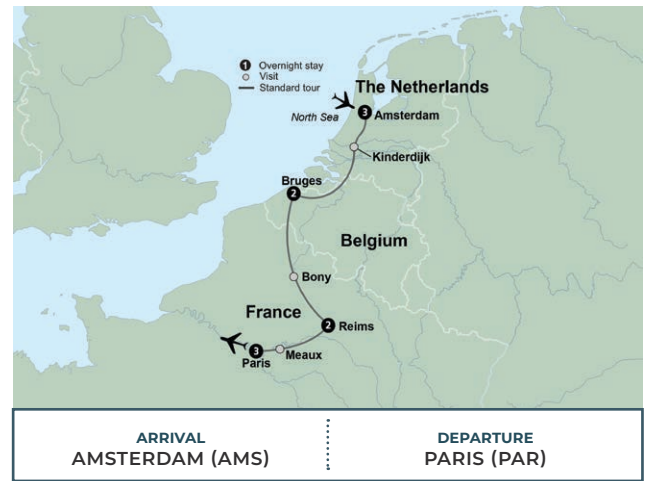 1 Overnight stay
Visit
Standard tour
The Netherlands
North Sea
3 Amsterdam
Kinderdijk
Bruges
2
Belgium
Bony
France
2 Reims
3
Paris
Meaux
ARRIVAL
AMSTERDAM (AMS)
DEPARTURE
PARIS (PAR)